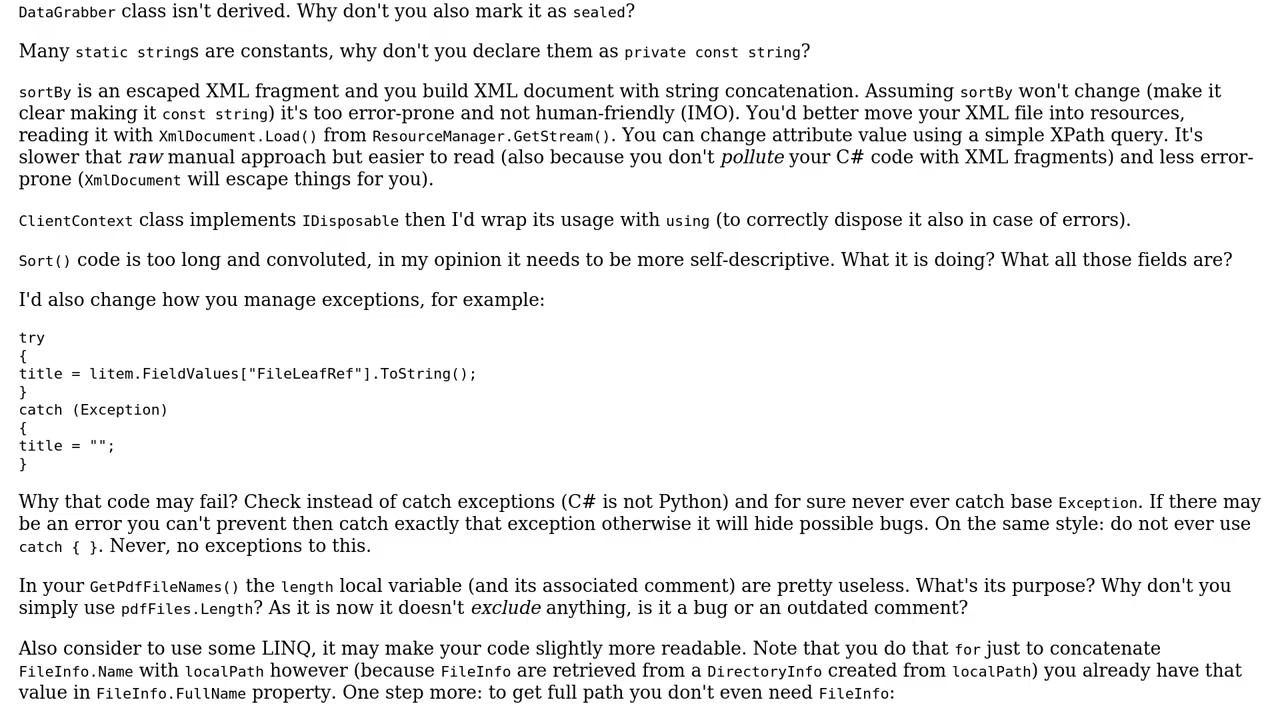 DataGrabber class isn't derived. Why don't you also mark it as sealed?
Many static strings are constants, why don't you declare them as private const string?
sortBy is an escaped XML fragment and you build XML document with string concatenation. Assuming sortBy won't change (make it
clear making it const string) it's too error-prone and not human-friendly (IMO). You'd better move your XML file into resources,
reading it with XmlDocument.Load() from ResourceManager.GetStream(). You can change attribute value using a simple XPath query. It's
slower that raw manual approach but easier to read (also because you don't pollute your C# code with XML fragments) and less error-
prone (XmlDocument will escape things for you).
ClientContext class implements IDisposable then I'd wrap its usage with using (to correctly dispose it also in case of errors).
Sort() code is too long and convoluted, in my opinion it needs to be more self-descriptive. What it is doing? What all those fields are?
I'd also change how you manage exceptions, for example:
try
{
title = litem.FieldValues["FileLeafRef"].ToString();
}
catch (Exception)
{
title = "";
}
Why that code may fail? Check instead of catch exceptions (C# is not Python) and for sure never ever catch base Exception. If there may
be an error you can't prevent then catch exactly that exception otherwise it will hide possible bugs. On the same style: do not ever use
catch { }. Never, no exceptions to this.
In your GetPdfFileNames() the length local variable (and its associated comment) are pretty useless. What's its purpose? Why don't you
simply use pdfFiles.Length? As it is now it doesn't exclude anything, is it a bug or an outdated comment?
Also consider to use some LINQ, it may make your code slightly more readable. Note that you do that for just to concatenate
FileInfo.Name with localPath however (because FileInfo are retrieved from a DirectoryInfo created from localPath) you already have that
value in FileInfo.FullName property. One step more: to get full path you don't even need FileInfo: